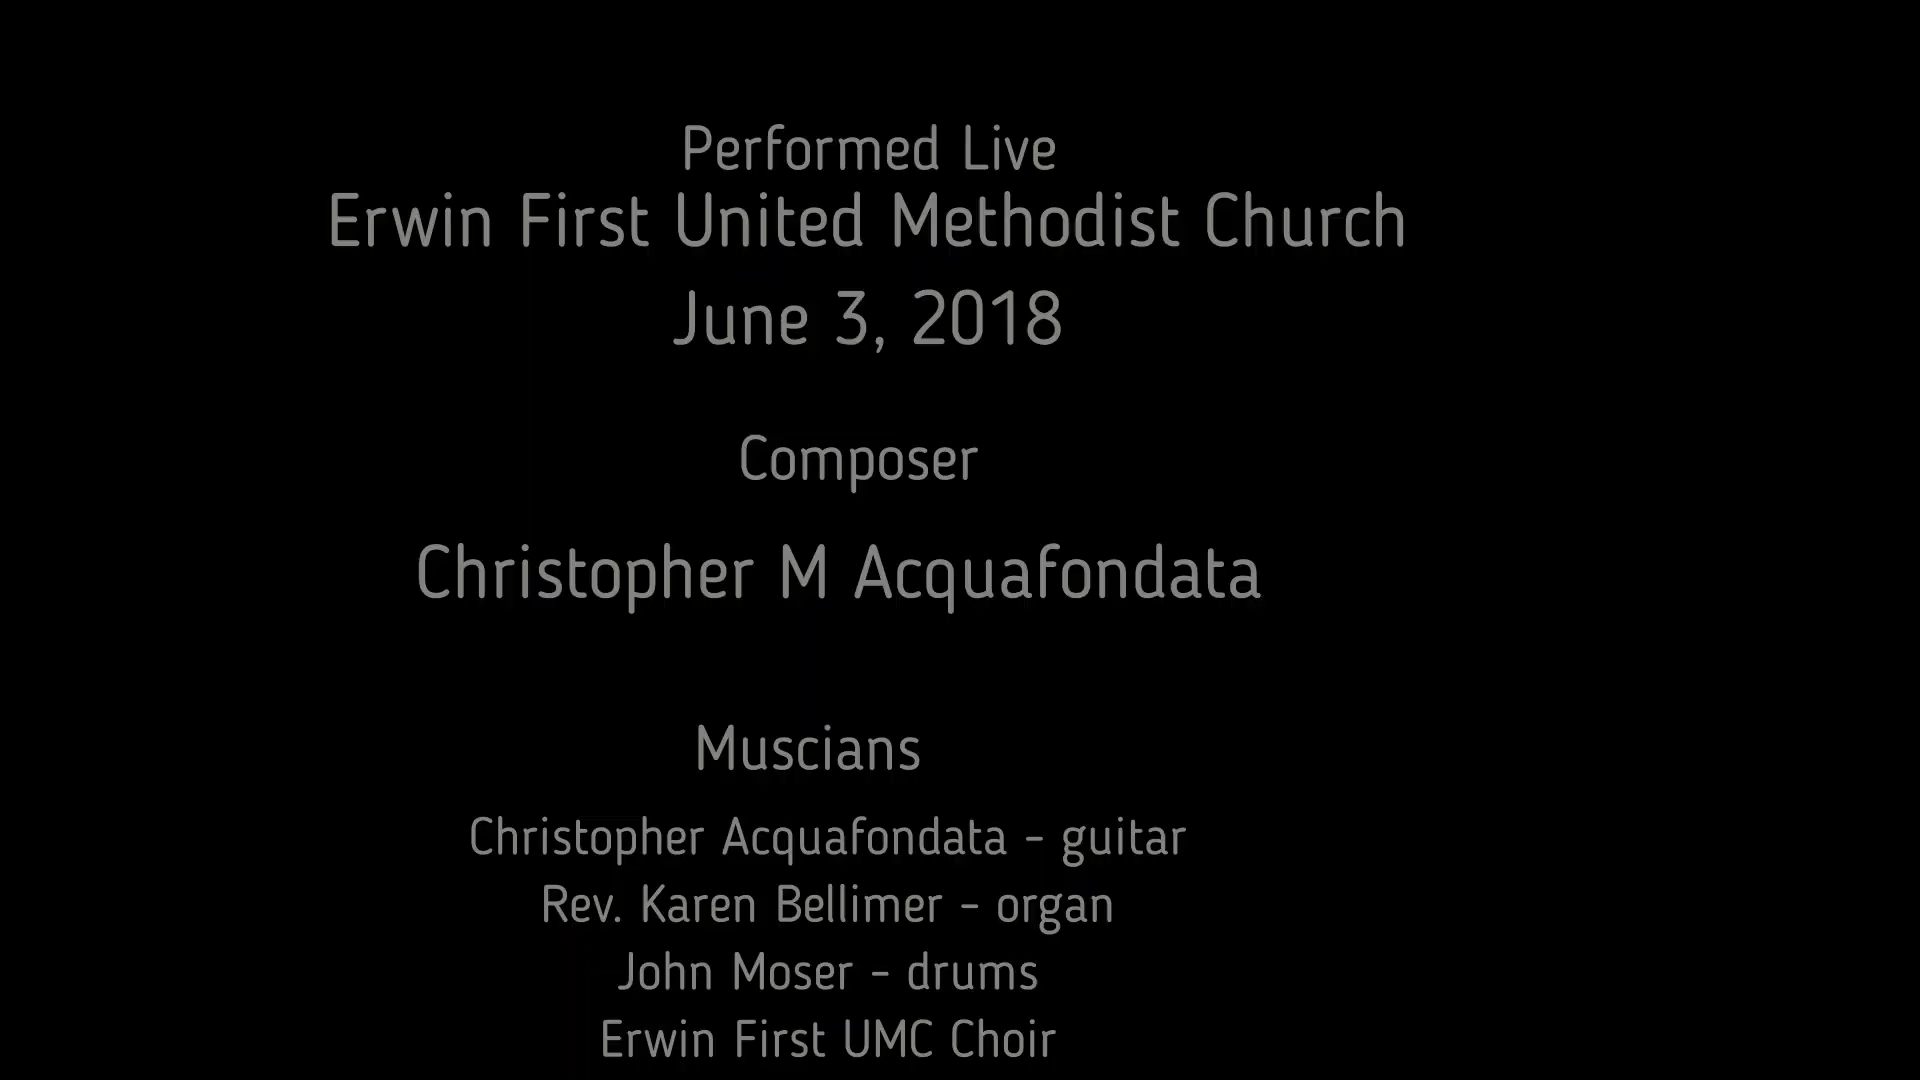 Performed Live
Erwin First United Methodist Church
June 3, 2018
Composer
Christopher M Acquafondata
Muscians
Christopher Acquafondata - guitar
Rev. Karen Bellimer - organ
John Moser - drums
Erwin First UMC Choir